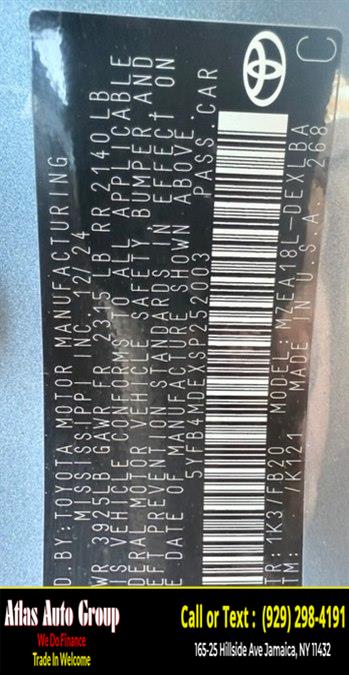 D.BY:TOYOTA MOTOR MANUFACTURING
MISSISSIPPI INC 12/24
WR 3925LB GAWR FR 2315 LB RR 2140 LB
IS VEHICLE CONFORMS TO ALL APPLICABLE
DERAL MOTOR VEHICLE SAFETY, BUMPER, AND
EFT PREVENTION STANDARDS IN EFFECT ON
E DATE OF MANUFACTURE SHOWN ABOVE.
5YFB4MDEXSP252003 PASS.CAR
C
TR: 1K3/FB20 MODEL: MZEA18L-DEXLBA
TM: /K121 MADE IN U.S.A. 268
Atlas Auto Group
We Do Finance
Trade In Welcome
Call or Text : (929) 298-4191
165-25 Hillside Ave Jamaica, NY 11432